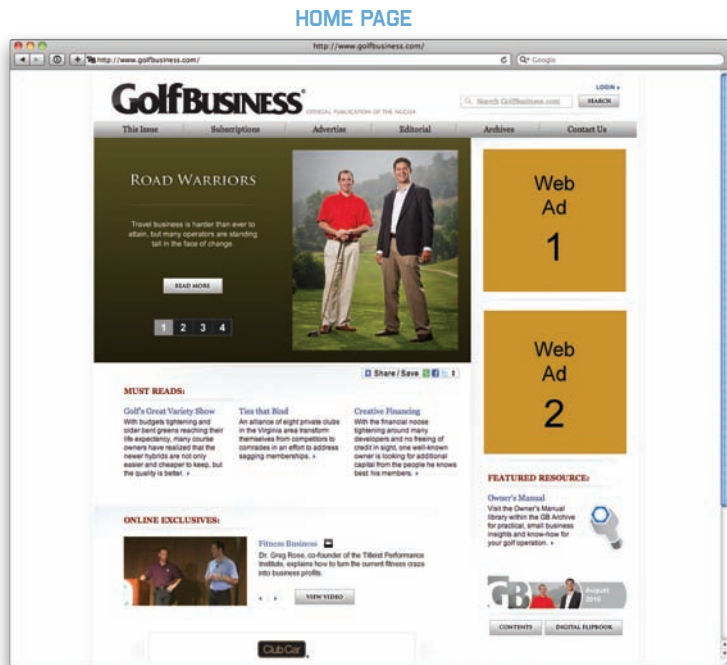 HOME PAGE
http://www.golfbusiness.com/
http://www.golfbusiness.com/
Google
LOGIN »
GOLFBUSINESS
OFFICIAL PUBLICATION OF THE NGCOA
Search GolfBusiness.com
SEARCH
This Issue
Subscriptions
Advertise
Editorial
Archives
Contact Us
ROAD WARRIORS
Travel business is harder than ever to
attain, but many operators are standing
tall in the face of change.
READ MORE
1 2 3 4
Web
Ad
1
Web
Ad
2
Share / Save
MUST READS:
Golf's Great Variety Show
With budgets tightening and
older bent greens reaching their
life expectancy, many course
owners have realized that the
newer hybrids are not only
easier and cheaper to keep, but
the quality is better.
Ties that Bind
An alliance of eight private clubs
in the Virginia area transform
themselves from competitors to
comrades in an effort to address
sagging memberships.
Creative Financing
With the financial noose
tightening around many
developers and no freeing of
credit in sight, one well-known
owner is looking for additional
capital from the people he knows
best: his members.
FEATURED RESOURCE:
Owner's Manual
Visit the Owner's Manual
library within the GB Archive
for practical, small business
insights and know-how for
your golf operation.
ONLINE EXCLUSIVES:
Fitness Business
Dr. Greg Rose, co-founder of the Titleist Performance
Institute, explains how to turn the current fitness craze
into business profits.
VIEW VIDEO
GB
August
2010
CONTENTS
DIGITAL FLIPBOOK
Club Car